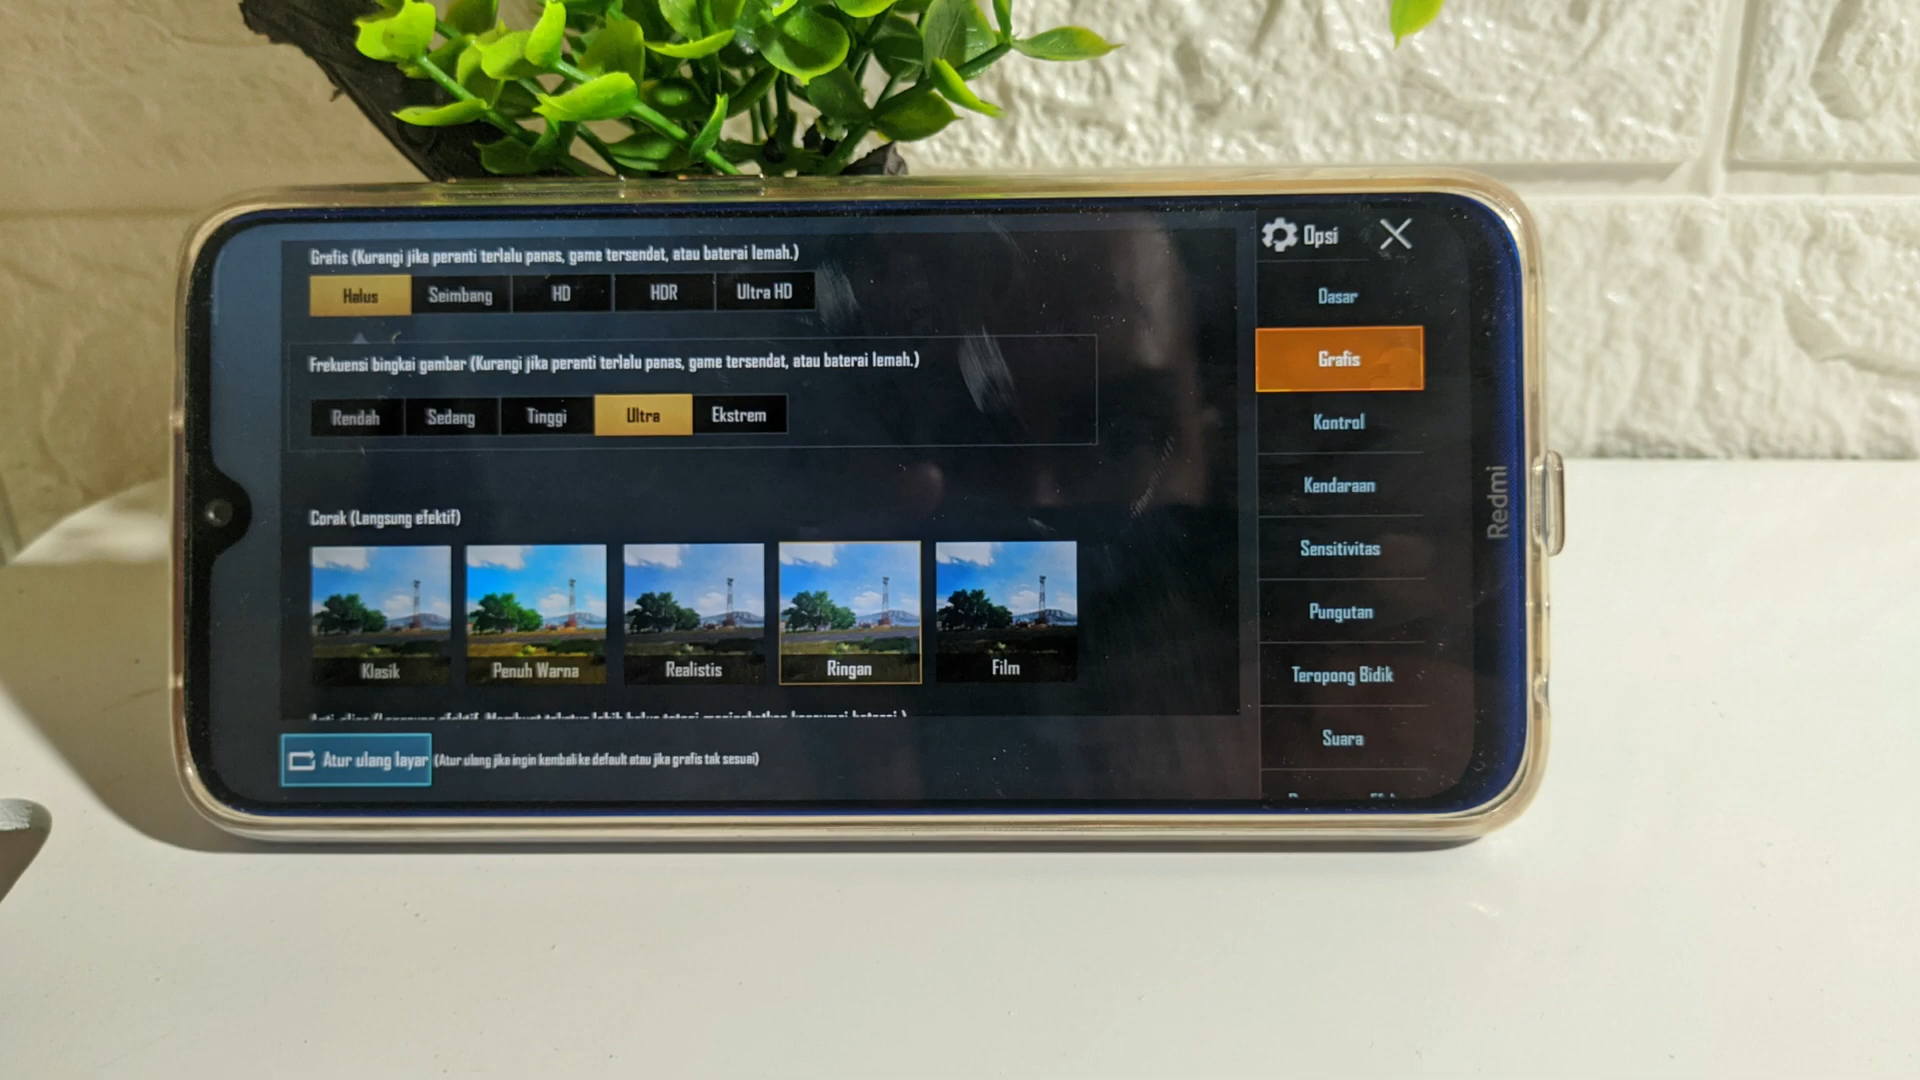 Grafis (Kurangi jika peranti terlalu panas, game tersendat, atau baterai lemah.)
Halus
Seimbang
HD
HDR
Ultra HD
Frekuensi bingkai gambar (Kurangi jika peranti terlalu panas, game tersendat, atau baterai lemah.)
Rendah
Sedang
Tinggi
Ultra
Ekstrem
Corak (Langsung efektif)
Klasik
Penuh Warna
Realistis
Ringan
Film
Atur ulang layar
(Atur ulang jika ingin kembali ke default atau jika grafis tak sesuai)
Opsi
Dasar
Grafis
Kontrol
Kendaraan
Sensitivitas
Pungutan
Teropong Bidik
Suara
Redmi